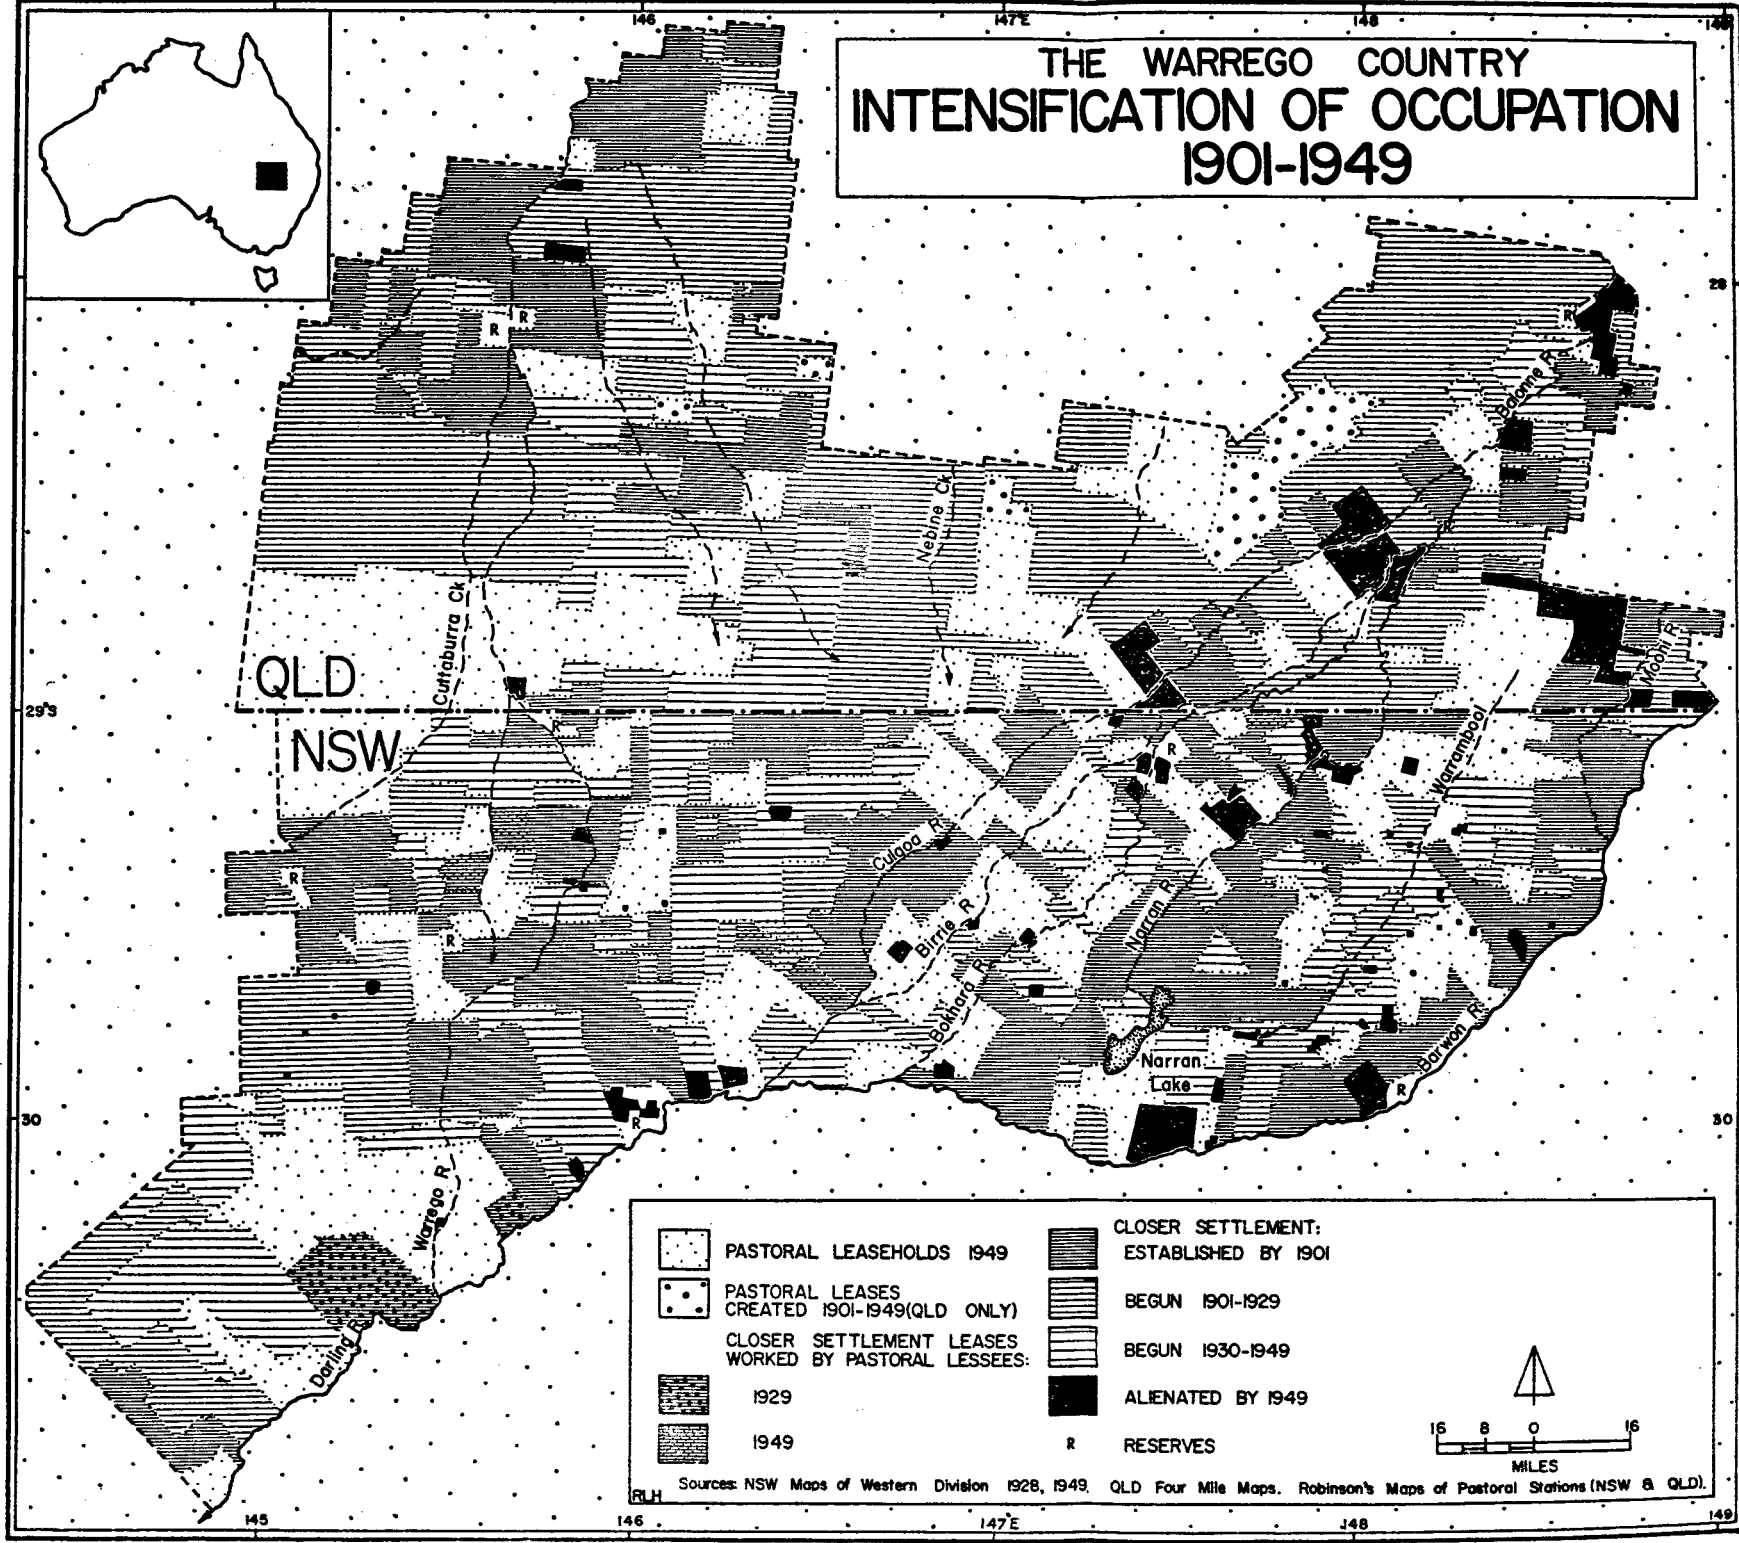 146
147°E
148
149
THE WARREGO COUNTRY
INTENSIFICATION OF OCCUPATION
1901-1949
28
28
R
R
R
Balonne R
R
Nebine Ck
Cuttaburra Ck
QLD
Mooni R
29°S
R
NSW
R
Warrambool
Culgoa R
R
R
Birrie R
Narran R
Bokhara R
Narran
Lake
Barwon R
R
30
R
30
Warrego R
Darling R
PASTORAL LEASEHOLDS 1949
PASTORAL LEASES
CREATED 1901-1949(QLD ONLY)
CLOSER SETTLEMENT LEASES
WORKED BY PASTORAL LESSEES:
1929
1949
CLOSER SETTLEMENT:
ESTABLISHED BY 1901
BEGUN 1901-1929
BEGUN 1930-1949
ALIENATED BY 1949
R RESERVES
16 8 0 16
MILES
RLH
Sources: NSW Maps of Western Division 1928, 1949. QLD Four Mile Maps. Robinson's Maps of Pastoral Stations (NSW & QLD).
145
146
147°E
148
149